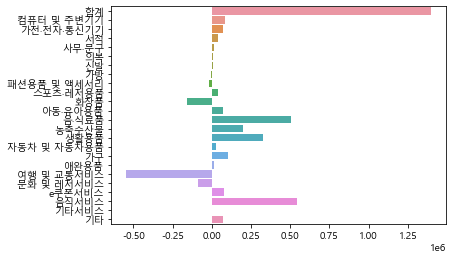 합계
컴퓨터 및 주변기기
가전·전자·통신기기
서적
사무·문구
의복
신발
가방
패션용품 및 액세서리
스포츠·레저용품
화장품
아동·유아용품
음·식료품
농축수산물
생활용품
자동차 및 자동차용품
가구
애완용품
여행 및 교통서비스
문화 및 레저서비스
e쿠폰서비스
음식서비스
기타서비스
기타
-0.50 -0.25 0.00 0.25 0.50 0.75 1.00 1.25
1e6